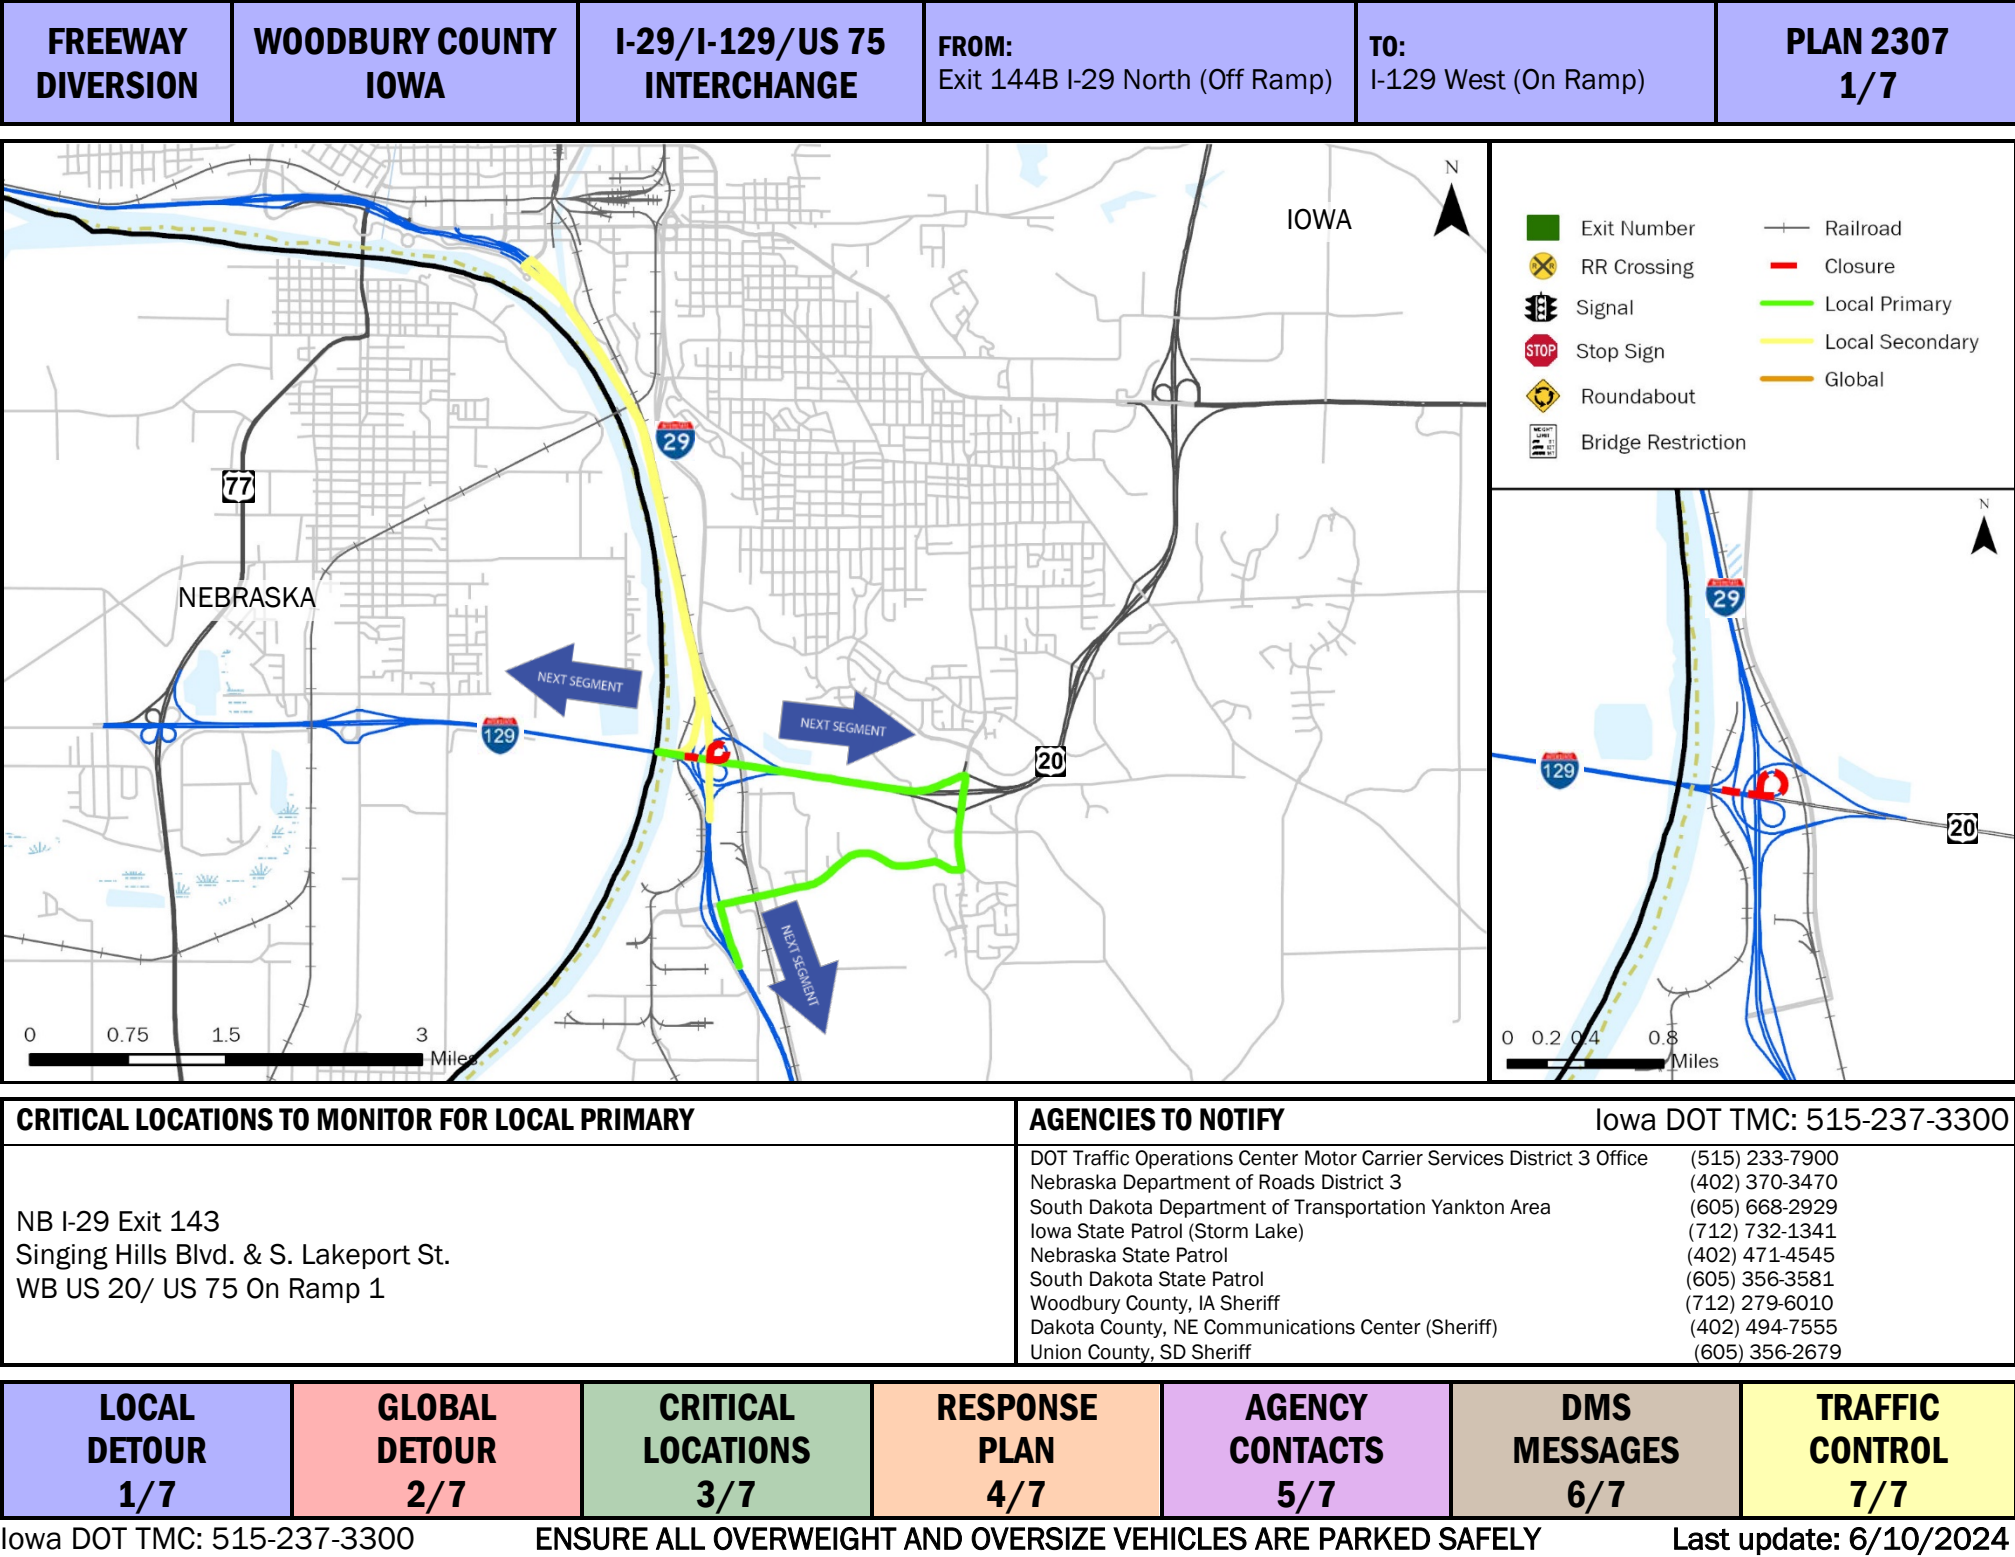 FREEWAY
DIVERSION
WOODBURY COUNTY
IOWA
I-29/I-129/US 75
INTERCHANGE
FROM:
Exit 144B I-29 North (Off Ramp)
TO:
I-129 West (On Ramp)
PLAN 2307
1/7
N
IOWA
29
77
NEBRASKA
NEXT SEGMENT
NEXT SEGMENT
129
20
NEXT SEGMENT
0 0.75 1.5 3
Miles
Exit Number
RR Crossing
Signal
STOP
Stop Sign
Roundabout
Bridge Restriction
Railroad
Closure
Local Primary
Local Secondary
Global
N
29
129
20
0 0.2 0.4 0.8
Miles
CRITICAL LOCATIONS TO MONITOR FOR LOCAL PRIMARY
NB I-29 Exit 143
Singing Hills Blvd. & S. Lakeport St.
WB US 20/ US 75 On Ramp 1
AGENCIES TO NOTIFY Iowa DOT TMC: 515-237-3300
DOT Traffic Operations Center Motor Carrier Services District 3 Office (515) 233-7900
Nebraska Department of Roads District 3 (402) 370-3470
South Dakota Department of Transportation Yankton Area (605) 668-2929
Iowa State Patrol (Storm Lake) (712) 732-1341
Nebraska State Patrol (402) 471-4545
South Dakota State Patrol (605) 356-3581
Woodbury County, IA Sheriff (712) 279-6010
Dakota County, NE Communications Center (Sheriff) (402) 494-7555
Union County, SD Sheriff (605) 356-2679
LOCAL
DETOUR
1/7
GLOBAL
DETOUR
2/7
CRITICAL
LOCATIONS
3/7
RESPONSE
PLAN
4/7
AGENCY
CONTACTS
5/7
DMS
MESSAGES
6/7
TRAFFIC
CONTROL
7/7
Iowa DOT TMC: 515-237-3300 ENSURE ALL OVERWEIGHT AND OVERSIZE VEHICLES ARE PARKED SAFELY Last update: 6/10/2024